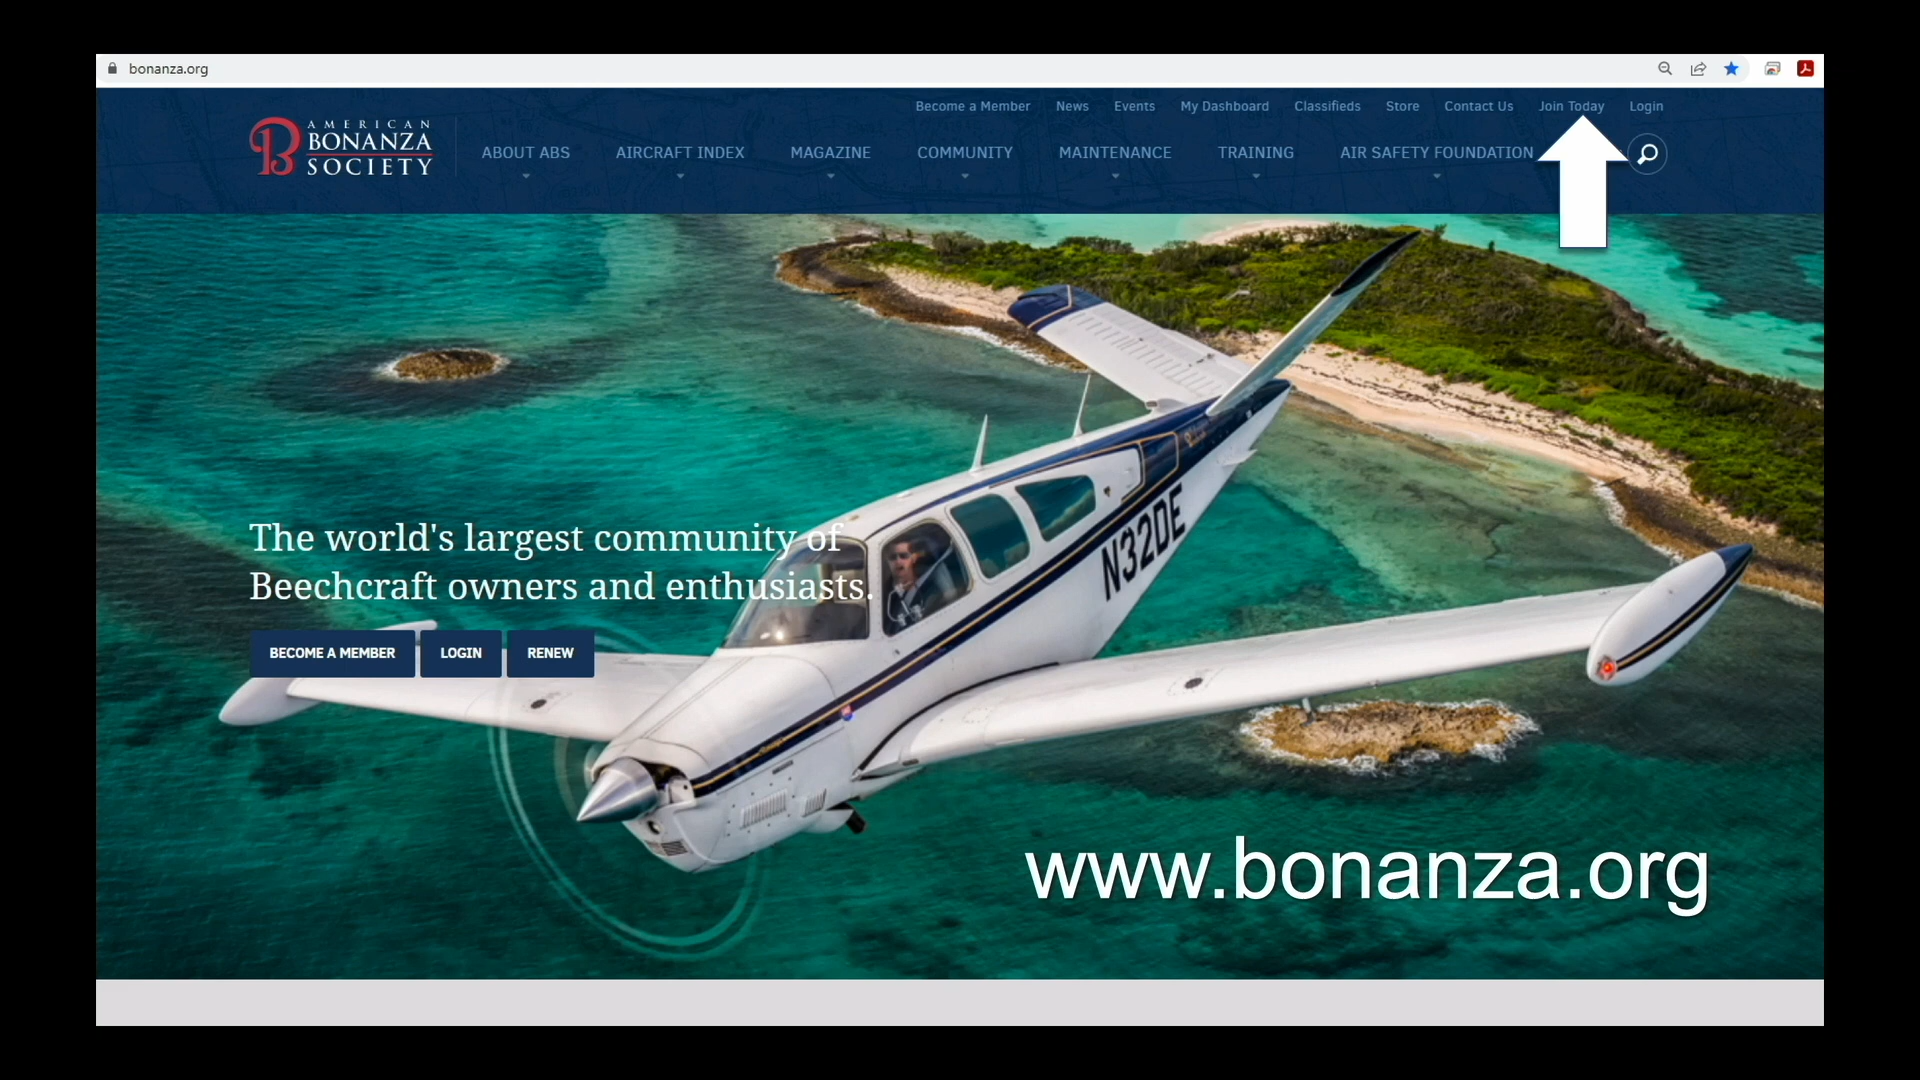 bonanza.org
Become a Member News Events My Dashboard Classifieds Store Contact Us Join Today Login
AMERICAN
BONANZA
SOCIETY
ABOUT ABS AIRCRAFT INDEX MAGAZINE COMMUNITY MAINTENANCE TRAINING AIR SAFETY FOUNDATION
The world's largest community of
Beechcraft owners and enthusiasts.
BECOME A MEMBER LOGIN RENEW
N32DE
www.bonanza.org